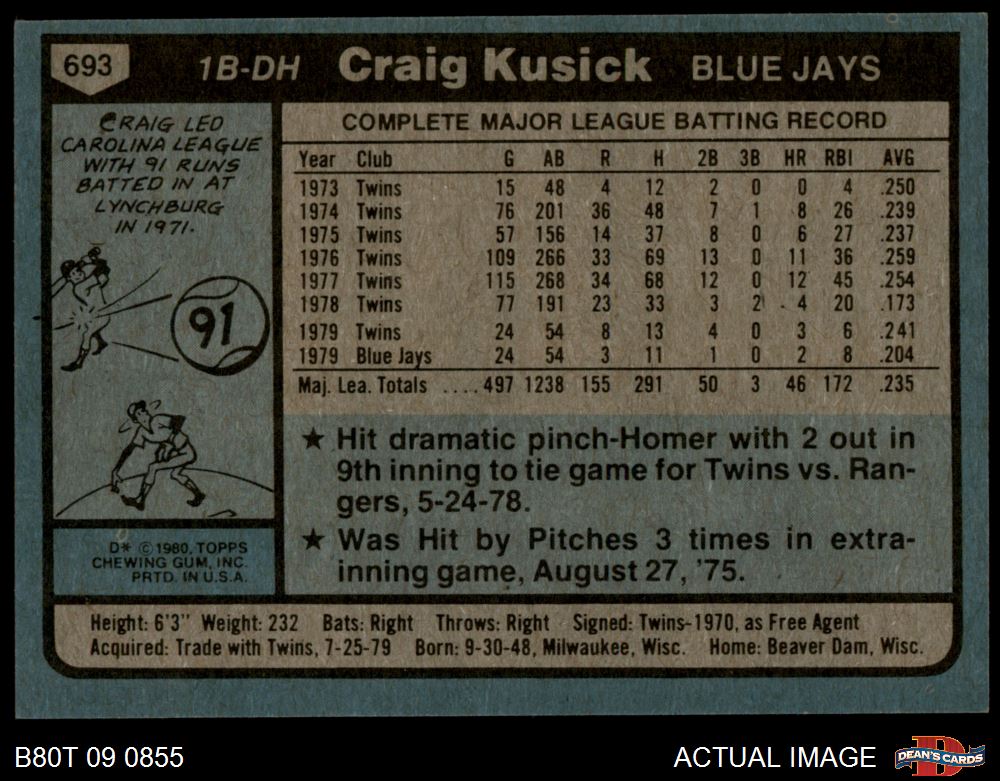 693 1B-DH Craig Kusick BLUE JAYS
CRAIG LED
CAROLINA LEAGUE
WITH 91 RUNS
BATTED IN AT
LYNCHBURG
IN 1971.
91
D* © 1980, TOPPS
CHEWING GUM, INC.
PRTD. IN U.S.A.
COMPLETE MAJOR LEAGUE BATTING RECORD
Year Club G AB R H 2B 3B HR RBI AVG
1973 Twins 15 48 4 12 2 0 0 4 .250
1974 Twins 76 201 36 48 7 1 8 26 .239
1975 Twins 57 156 14 37 8 0 6 27 .237
1976 Twins 109 266 33 69 13 0 11 36 .259
1977 Twins 115 268 34 68 12 0 12 45 .254
1978 Twins 77 191 23 33 3 2 4 20 .173
1979 Twins 24 54 8 13 4 0 3 6 .241
1979 Blue Jays 24 54 3 11 1 0 2 8 .204
Maj. Lea. Totals .... 497 1238 155 291 50 3 46 172 .235
★ Hit dramatic pinch-Homer with 2 out in
9th inning to tie game for Twins vs. Ran-
gers, 5-24-78.
★ Was Hit by Pitches 3 times in extra-
inning game, August 27, '75.
Height: 6'3" Weight: 232 Bats: Right Throws: Right Signed: Twins-1970, as Free Agent
Acquired: Trade with Twins, 7-25-79 Born: 9-30-48, Milwaukee, Wisc. Home: Beaver Dam, Wisc.
B80T 09 0855 ACTUAL IMAGE D DEAN'S CARDS